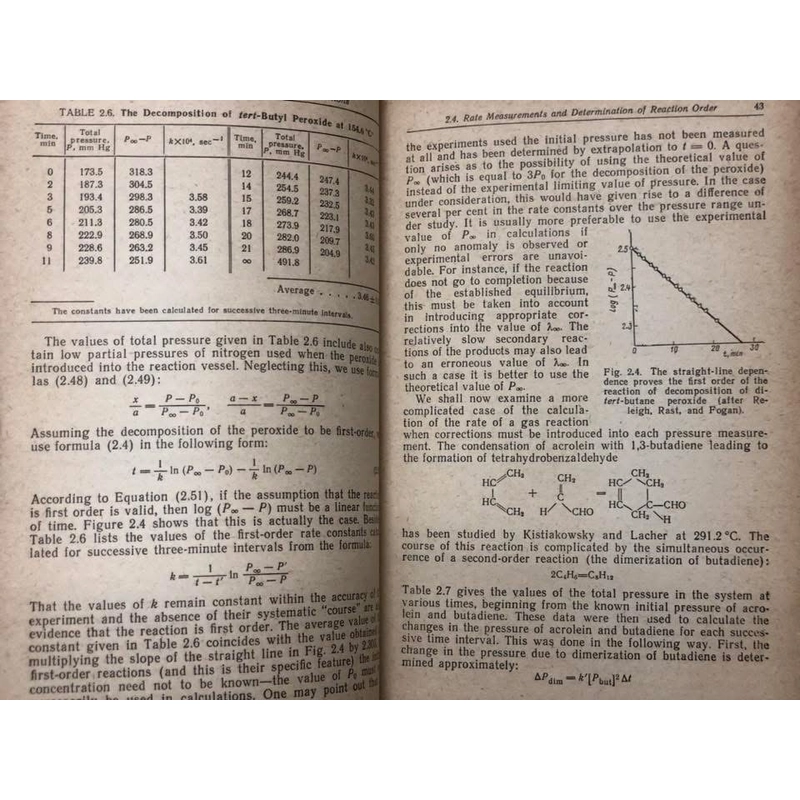 TABLE 2.6. The Decomposition of tert-Butyl Peroxide at 154.6 °C
Time, min | Total pressure, P, mm Hg | P∞—P | k×10⁴, sec⁻¹ | Time, min | Total pressure, P, mm Hg | P∞—P
0 173.5 318.3 12 244.4 247.4
2 187.3 304.5 14 254.5 237.3
3 193.4 298.3 3.58 15 259.2 232.5
5 205.3 286.5 3.39 17 268.7 223.1
6 211.3 280.5 3.42 18 273.9 217.9
8 222.9 268.9 3.50 20 282.0 209.7
9 228.6 263.2 3.45 21 286.9 204.9
11 239.8 251.9 3.61 ∞ 491.8
Average . . . . . 3.48±
The constants have been calculated for successive three-minute intervals.
The values of total pressure given in Table 2.6 include also
tain low partial pressures of nitrogen used when the peroxide
introduced into the reaction vessel. Neglecting this, we use
las (2.48) and (2.49):
x/a = (P—P₀)/(P∞—P₀), (a—x)/a = (P∞—P)/(P∞—P₀)
Assuming the decomposition of the peroxide to be first-order,
use formula (2.4) in the following form:
t = 1/k ln (P∞—P₀) — 1/k ln (P∞—P)
According to Equation (2.51), if the assumption that the
is first order is valid, then log (P∞—P) must be a linear
of time. Figure 2.4 shows that this is actually the case.
Table 2.6 lists the values of the first-order rate constants
lated for successive three-minute intervals from the formula:
k = 1/(t—t′) ln (P∞—P′)/(P∞—P)
That the values of k remain constant within the accuracy of
experiment and the absence of their systematic "course" are
evidence that the reaction is first order. The average value of
constant given in Table 2.6 coincides with the value obtained
multiplying the slope of the straight line in Fig. 2.4 by 2.303.
first-order reactions (and this is their specific feature) the
concentration need not to be known—the value of P₀
used in calculations. One may point out that
2.4. Rate Measurements and Determination of Reaction Order 43
the experiments used the initial pressure has not been measured
at all and has been determined by extrapolation to t = 0. A ques-
tion arises as to the possibility of using the theoretical value of
P∞ (which is equal to 3P₀ for the decomposition of the peroxide)
instead of the experimental limiting value of pressure. In the case
under consideration, this would have given rise to a difference of
several per cent in the rate constants over the pressure range un-
der study. It is usually more preferable to use the experimental
value of P∞ in calculations if
only no anomaly is observed or
experimental errors are unavoi-
dable. For instance, if the reaction
does not go to completion because
of the established equilibrium,
this must be taken into account
in introducing appropriate cor-
rections into the value of λ∞. The
relatively slow secondary reac-
tions of the products may also lead
to an erroneous value of λ∞. In
such a case it is better to use the
theoretical value of P∞.
log (P∞—P)
2.5
2.4
2.3
0 10 20 30
t, min
Fig. 2.4. The straight-line depen-
dence proves the first order of the
reaction of decomposition of di-
tert-butane peroxide (after Re-
leigh, Rast, and Fogan).
We shall now examine a more
complicated case of the calcula-
tion of the rate of a gas reaction
when corrections must be introduced into each pressure measure-
ment. The condensation of acrolein with 1,3-butadiene leading to
the formation of tetrahydrobenzaldehyde
CH₂ CH₂ CH₂
HC HC CH₂
+ C =
HC HC C—CHO
CH₂ H CHO CH₂ H
has been studied by Kistiakowsky and Lacher at 291.2 °C. The
course of this reaction is complicated by the simultaneous occur-
rence of a second-order reaction (the dimerization of butadiene):
2C₄H₆=C₈H₁₂
Table 2.7 gives the values of the total pressure in the system at
various times, beginning from the known initial pressure of acro-
lein and butadiene. These data were then used to calculate the
changes in the pressure of acrolein and butadiene for each succes-
sive time interval. This was done in the following way. First, the
change in the pressure due to dimerization of butadiene is deter-
mined approximately:
ΔP dim = k′[P but]² Δt